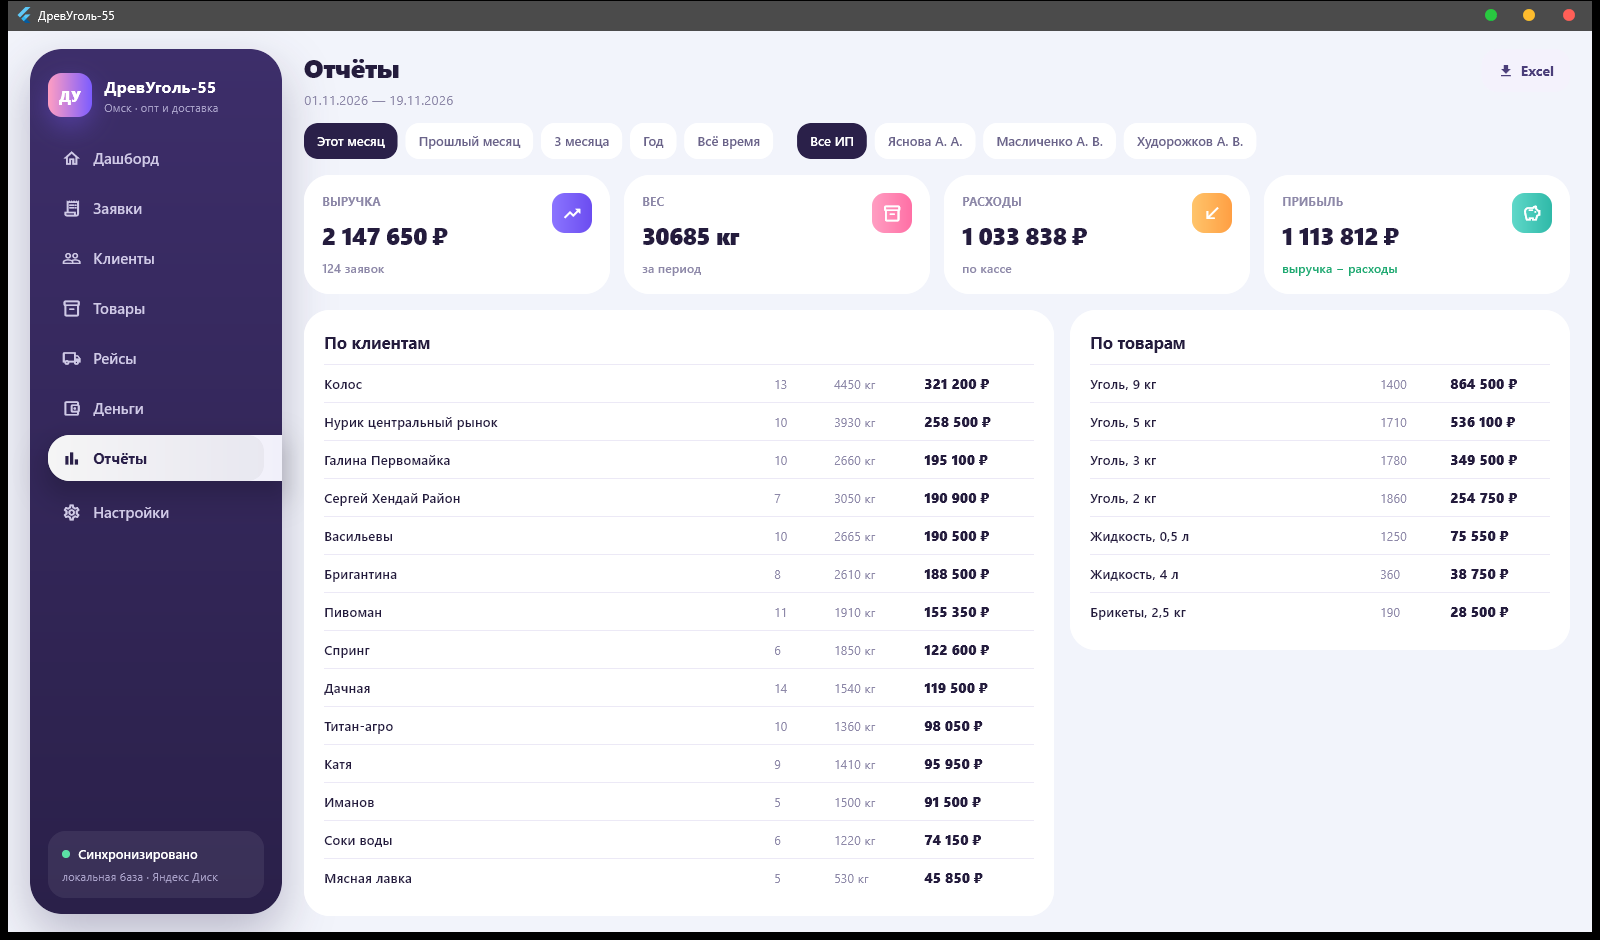 ДревУголь-55
ДУ
ДревУголь-55
Омск · опт и доставка
Дашборд
Заявки
Клиенты
Товары
Рейсы
Деньги
Отчёты
Настройки
Синхронизировано
локальная база · Яндекс Диск
Отчёты
01.11.2026 — 19.11.2026
Excel
Этот месяц Прошлый месяц 3 месяца Год Всё время Все ИП Яснова А. А. Масличенко А. В. Худорожков А. В.
ВЫРУЧКА
2 147 650 ₽
124 заявок
ВЕС
30685 кг
за период
РАСХОДЫ
1 033 838 ₽
по кассе
ПРИБЫЛЬ
1 113 812 ₽
выручка − расходы
По клиентам
Колос 13 4450 кг 321 200 ₽
Нурик центральный рынок 10 3930 кг 258 500 ₽
Галина Первомайка 10 2660 кг 195 100 ₽
Сергей Хендай Район 7 3050 кг 190 900 ₽
Васильевы 10 2665 кг 190 500 ₽
Бригантина 8 2610 кг 188 500 ₽
Пивоман 11 1910 кг 155 350 ₽
Спринг 6 1850 кг 122 600 ₽
Дачная 14 1540 кг 119 500 ₽
Титан-агро 10 1360 кг 98 050 ₽
Катя 9 1410 кг 95 950 ₽
Иманов 5 1500 кг 91 500 ₽
Соки воды 6 1220 кг 74 150 ₽
Мясная лавка 5 530 кг 45 850 ₽
По товарам
Уголь, 9 кг 1400 864 500 ₽
Уголь, 5 кг 1710 536 100 ₽
Уголь, 3 кг 1780 349 500 ₽
Уголь, 2 кг 1860 254 750 ₽
Жидкость, 0,5 л 1250 75 550 ₽
Жидкость, 4 л 360 38 750 ₽
Брикеты, 2,5 кг 190 28 500 ₽